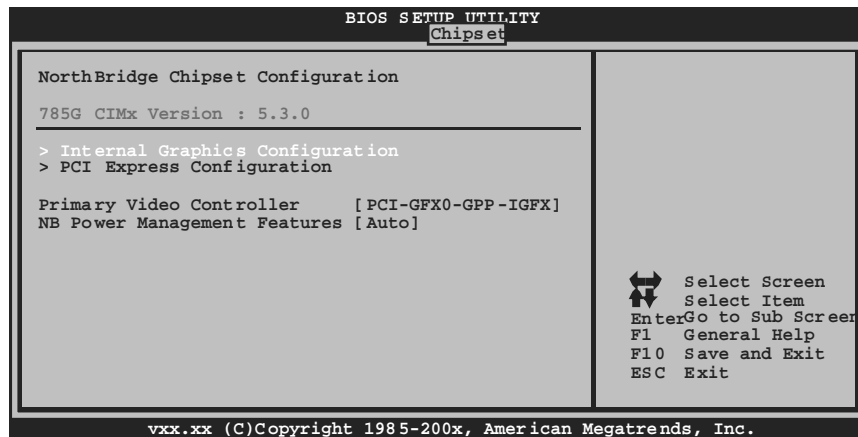 BIOS SETUP UTILITY
Chipset
NorthBridge Chipset Configuration
785G CIMx Version : 5.3.0
> Internal Graphics Configuration
> PCI Express Configuration
Primary Video Controller [PCI-GFX0-GPP-IGFX]
NB Power Management Features [Auto]
Select Screen
Select Item
Enter Go to Sub Screen
F1 General Help
F10 Save and Exit
ESC Exit
vxx.xx (C)Copyright 1985-200x, American Megatrends, Inc.